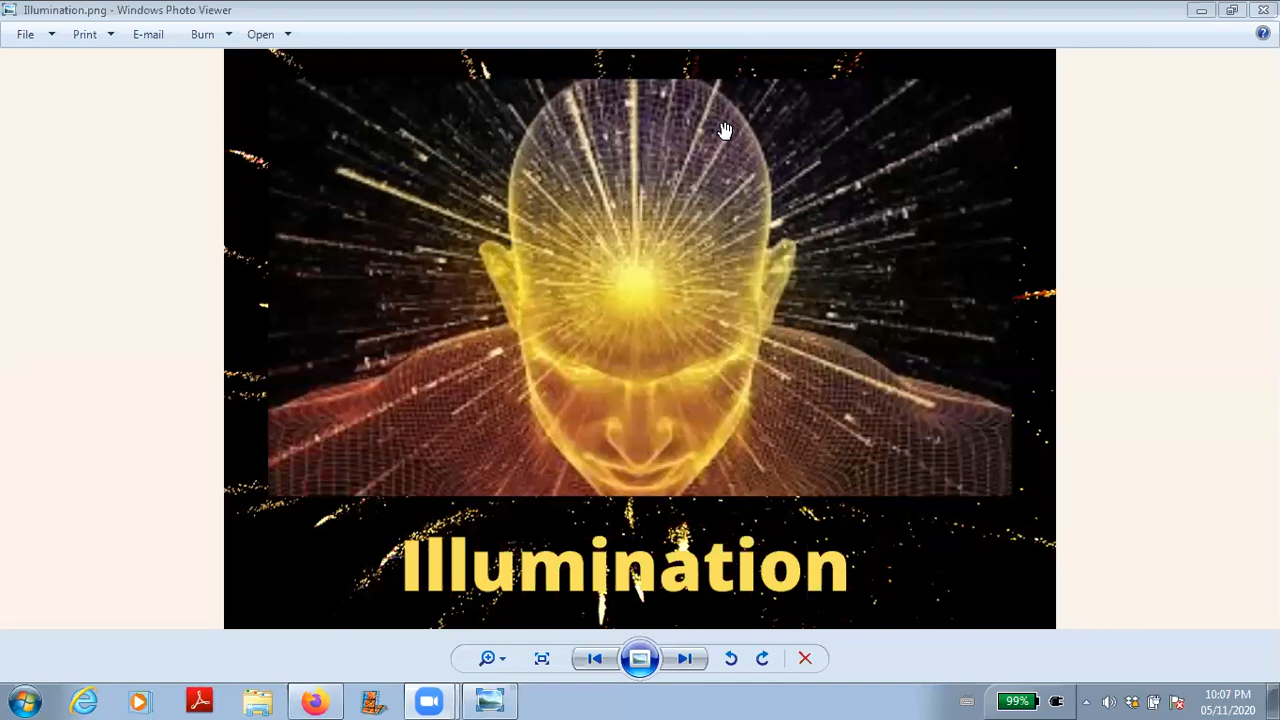 Illumination.png - Windows Photo Viewer
File Print E-mail Burn Open
Illumination
99%
10:07 PM
05/11/2020